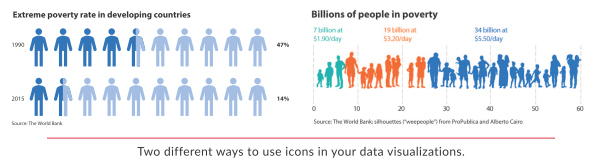 Extreme poverty rate in developing countries
1990
47%
2015
14%
Source: The World Bank
Billions of people in poverty
7 billion at
$1.90/day
19 billion at
$3.20/day
34 billion at
$5.50/day
0 10 20 30 40 50 60
Source: The World Bank; silhouettes ("weepeople") from ProPublica and Alberto Cairo
Two different ways to use icons in your data visualizations.